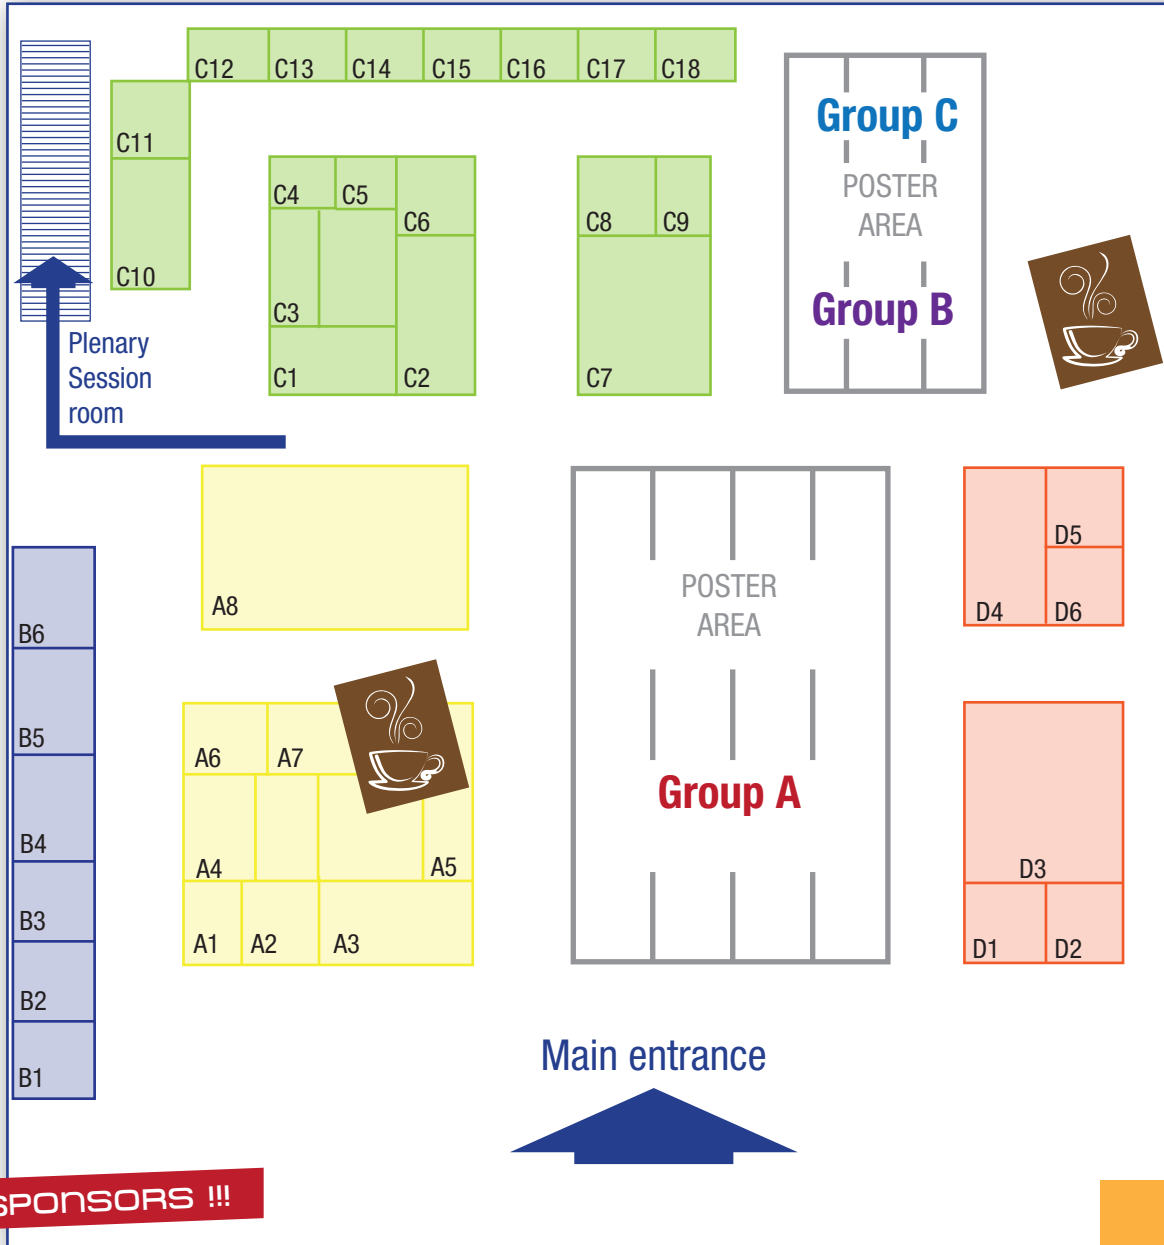 C12 C13 C14 C15 C16 C17 C18
C11
C10
C4 C5
C6
C3
C1 C2
C8 C9
C7
Group C
POSTER
AREA
Group B
Plenary
Session
room
A8
POSTER
AREA
Group A
D5
D4 D6
D3
D1 D2
B6
B5
B4
B3
B2
B1
A6 A7
A4 A5
A1 A2 A3
Main entrance
SPONSORS !!!